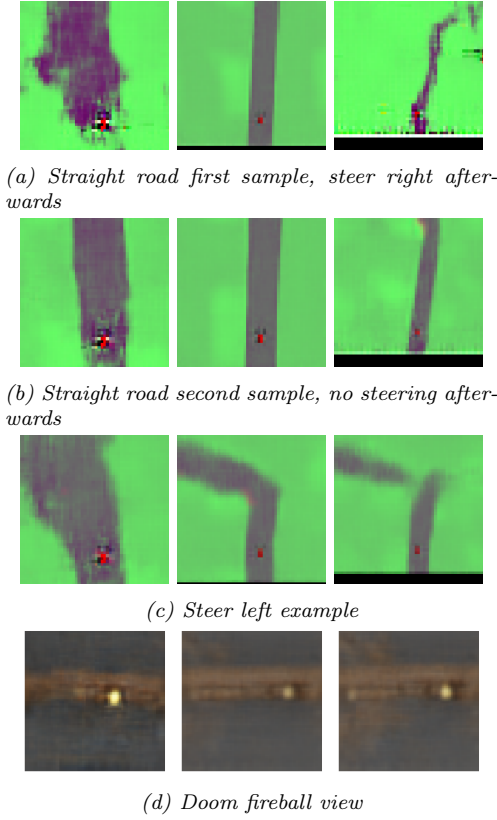 (a) Straight road first sample, steer right after-
wards
(b) Straight road second sample, no steering after-
wards
(c) Steer left example
(d) Doom fireball view